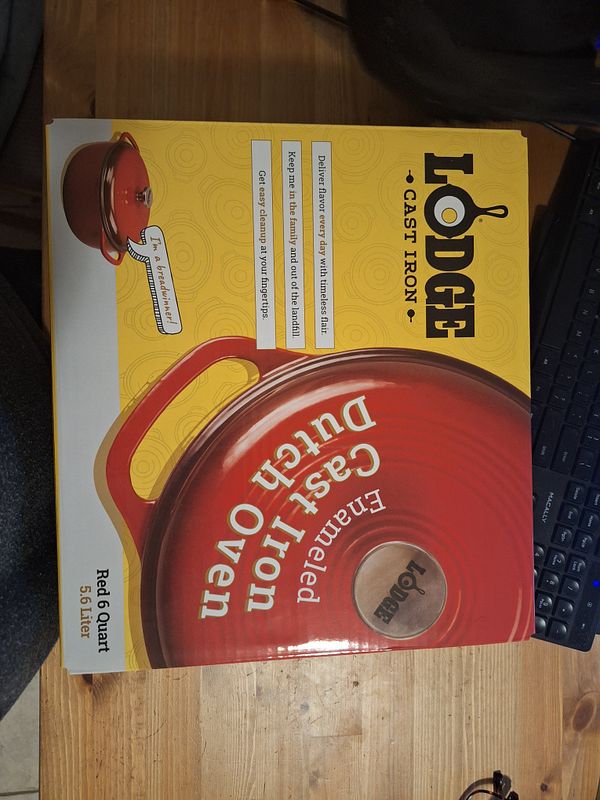 LODGE
CAST IRON
Deliver flavor every day with timeless flair.
Keep me in the family and out of the landfill.
Get easy cleanup at your fingertips.
I'm a breadwinner!
Enameled
Cast Iron
Dutch Oven
LODGE
Red 6 Quart
5.6 Liter
MACALLY